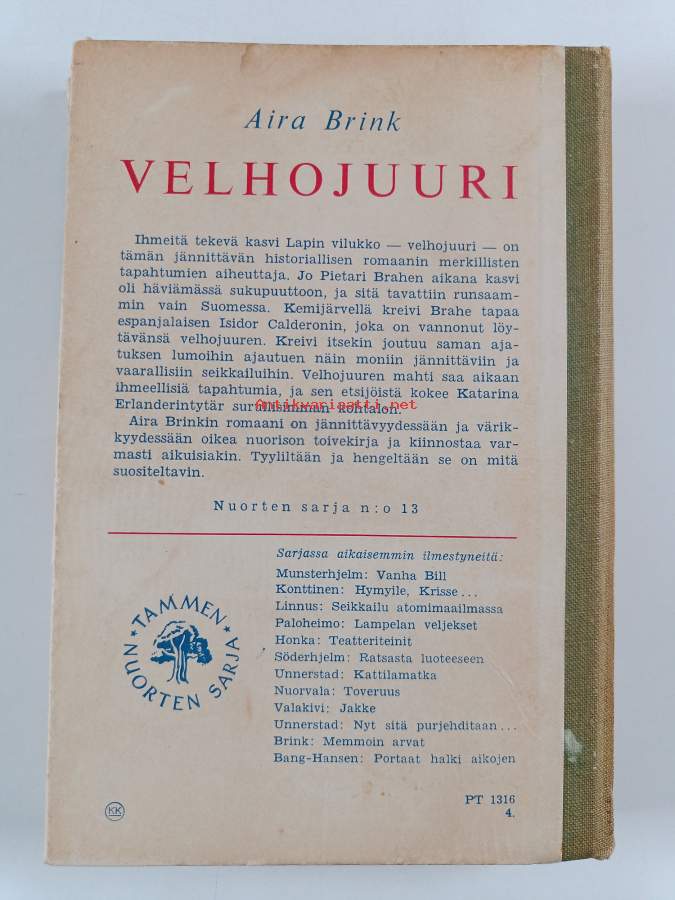 Aira Brink
VELHOJUURI
Ihmeitä tekevä kasvi Lapin vilukko — velhojuuri — on
tämän jännittävän historiallisen romaanin merkillisten
tapahtumien aiheuttaja. Jo Pietari Brahen aikana kasvi
oli häviämässä sukupuuttoon, ja sitä tavattiin runsaam-
min vain Suomessa. Kemijärvellä kreivi Brahe tapaa
espanjalaisen Isidor Calderonin, joka on vannonut löy-
tävänsä velhojuuren. Kreivi itsekin joutuu saman aja-
tuksen lumoihin ajautuen näin moniin jännittäviin ja
vaarallisiin seikkailuihin. Velhojuuren mahti saa aikaan
ihmeellisiä tapahtumia, ja sen etsijöistä kokee Katarina
Erlanderintytär surullisimman kohtalon.
Antikvariaatti.net
Aira Brinkin romaani on jännittävyydessään ja värik-
kyydessään oikea nuorison toivekirja ja kiinnostaa var-
masti aikuisiakin. Tyyliltään ja hengeltään se on mitä
suositeltavin.
Nuorten sarja n:o 13
Sarjassa aikaisemmin ilmestyneitä:
Munsterhjelm: Vanha Bill
Konttinen: Hymyile, Krisse...
Linnus: Seikkailu atomimaailmassa
Paloheimo: Lampelan veljekset
Honka: Teatteriteinit
Söderhjelm: Ratsasta luoteeseen
Unnerstad: Kattilamatka
Nuorvala: Toveruus
Valakivi: Jakke
Unnerstad: Nyt sitä purjehditaan...
Brink: Memmoin arvat
Bang-Hansen: Portaat halki aikojen
TAMMEN
NUORTEN SARJA
KK
PT 1316
4.